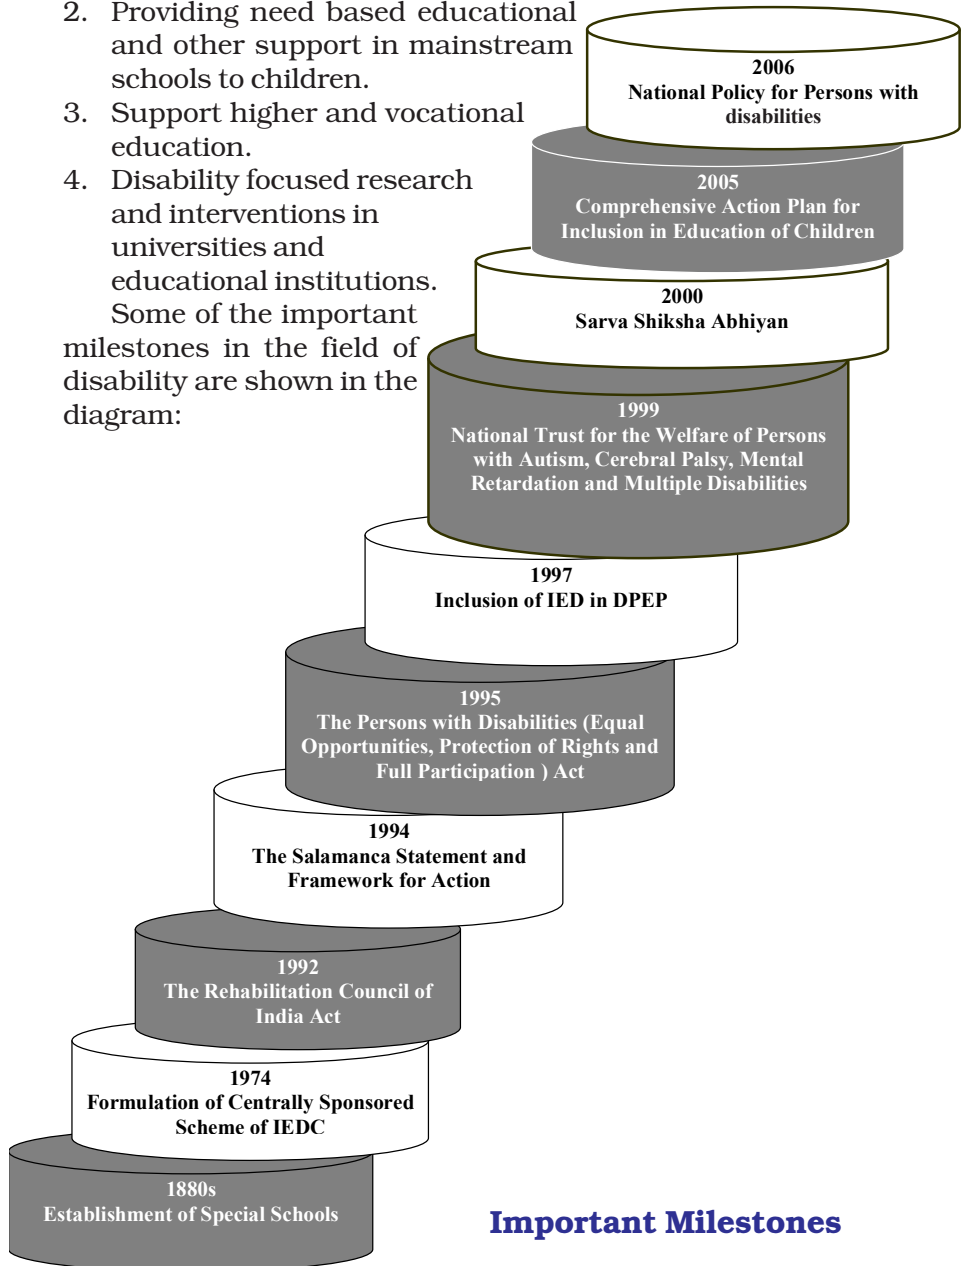 2. Providing need based educational
and other support in mainstream
schools to children.
3. Support higher and vocational
education.
4. Disability focused research
and interventions in
universities and
educational institutions.
Some of the important
milestones in the field of
disability are shown in the
diagram:
2006
National Policy for Persons with
disabilities
2005
Comprehensive Action Plan for
Inclusion in Education of Children
2000
Sarva Shiksha Abhiyan
1999
National Trust for the Welfare of Persons
with Autism, Cerebral Palsy, Mental
Retardation and Multiple Disabilities
1997
Inclusion of IED in DPEP
1995
The Persons with Disabilities (Equal
Opportunities, Protection of Rights and
Full Participation ) Act
1994
The Salamanca Statement and
Framework for Action
1992
The Rehabilitation Council of
India Act
1974
Formulation of Centrally Sponsored
Scheme of IEDC
1880s
Establishment of Special Schools
Important Milestones